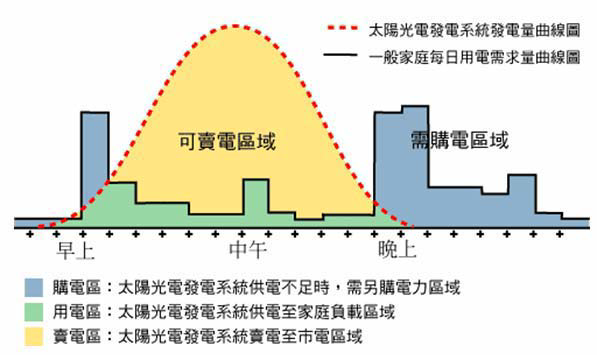 太陽光電發電系統發電量曲線圖
一般家庭每日用電需求量曲線圖
可賣電區域
需購電區域
早上
中午
晚上
購電區：太陽光電發電系統供電不足時，需另購電力區域
用電區：太陽光電發電系統供電至家庭負載區域
賣電區：太陽光電發電系統賣電至市電區域